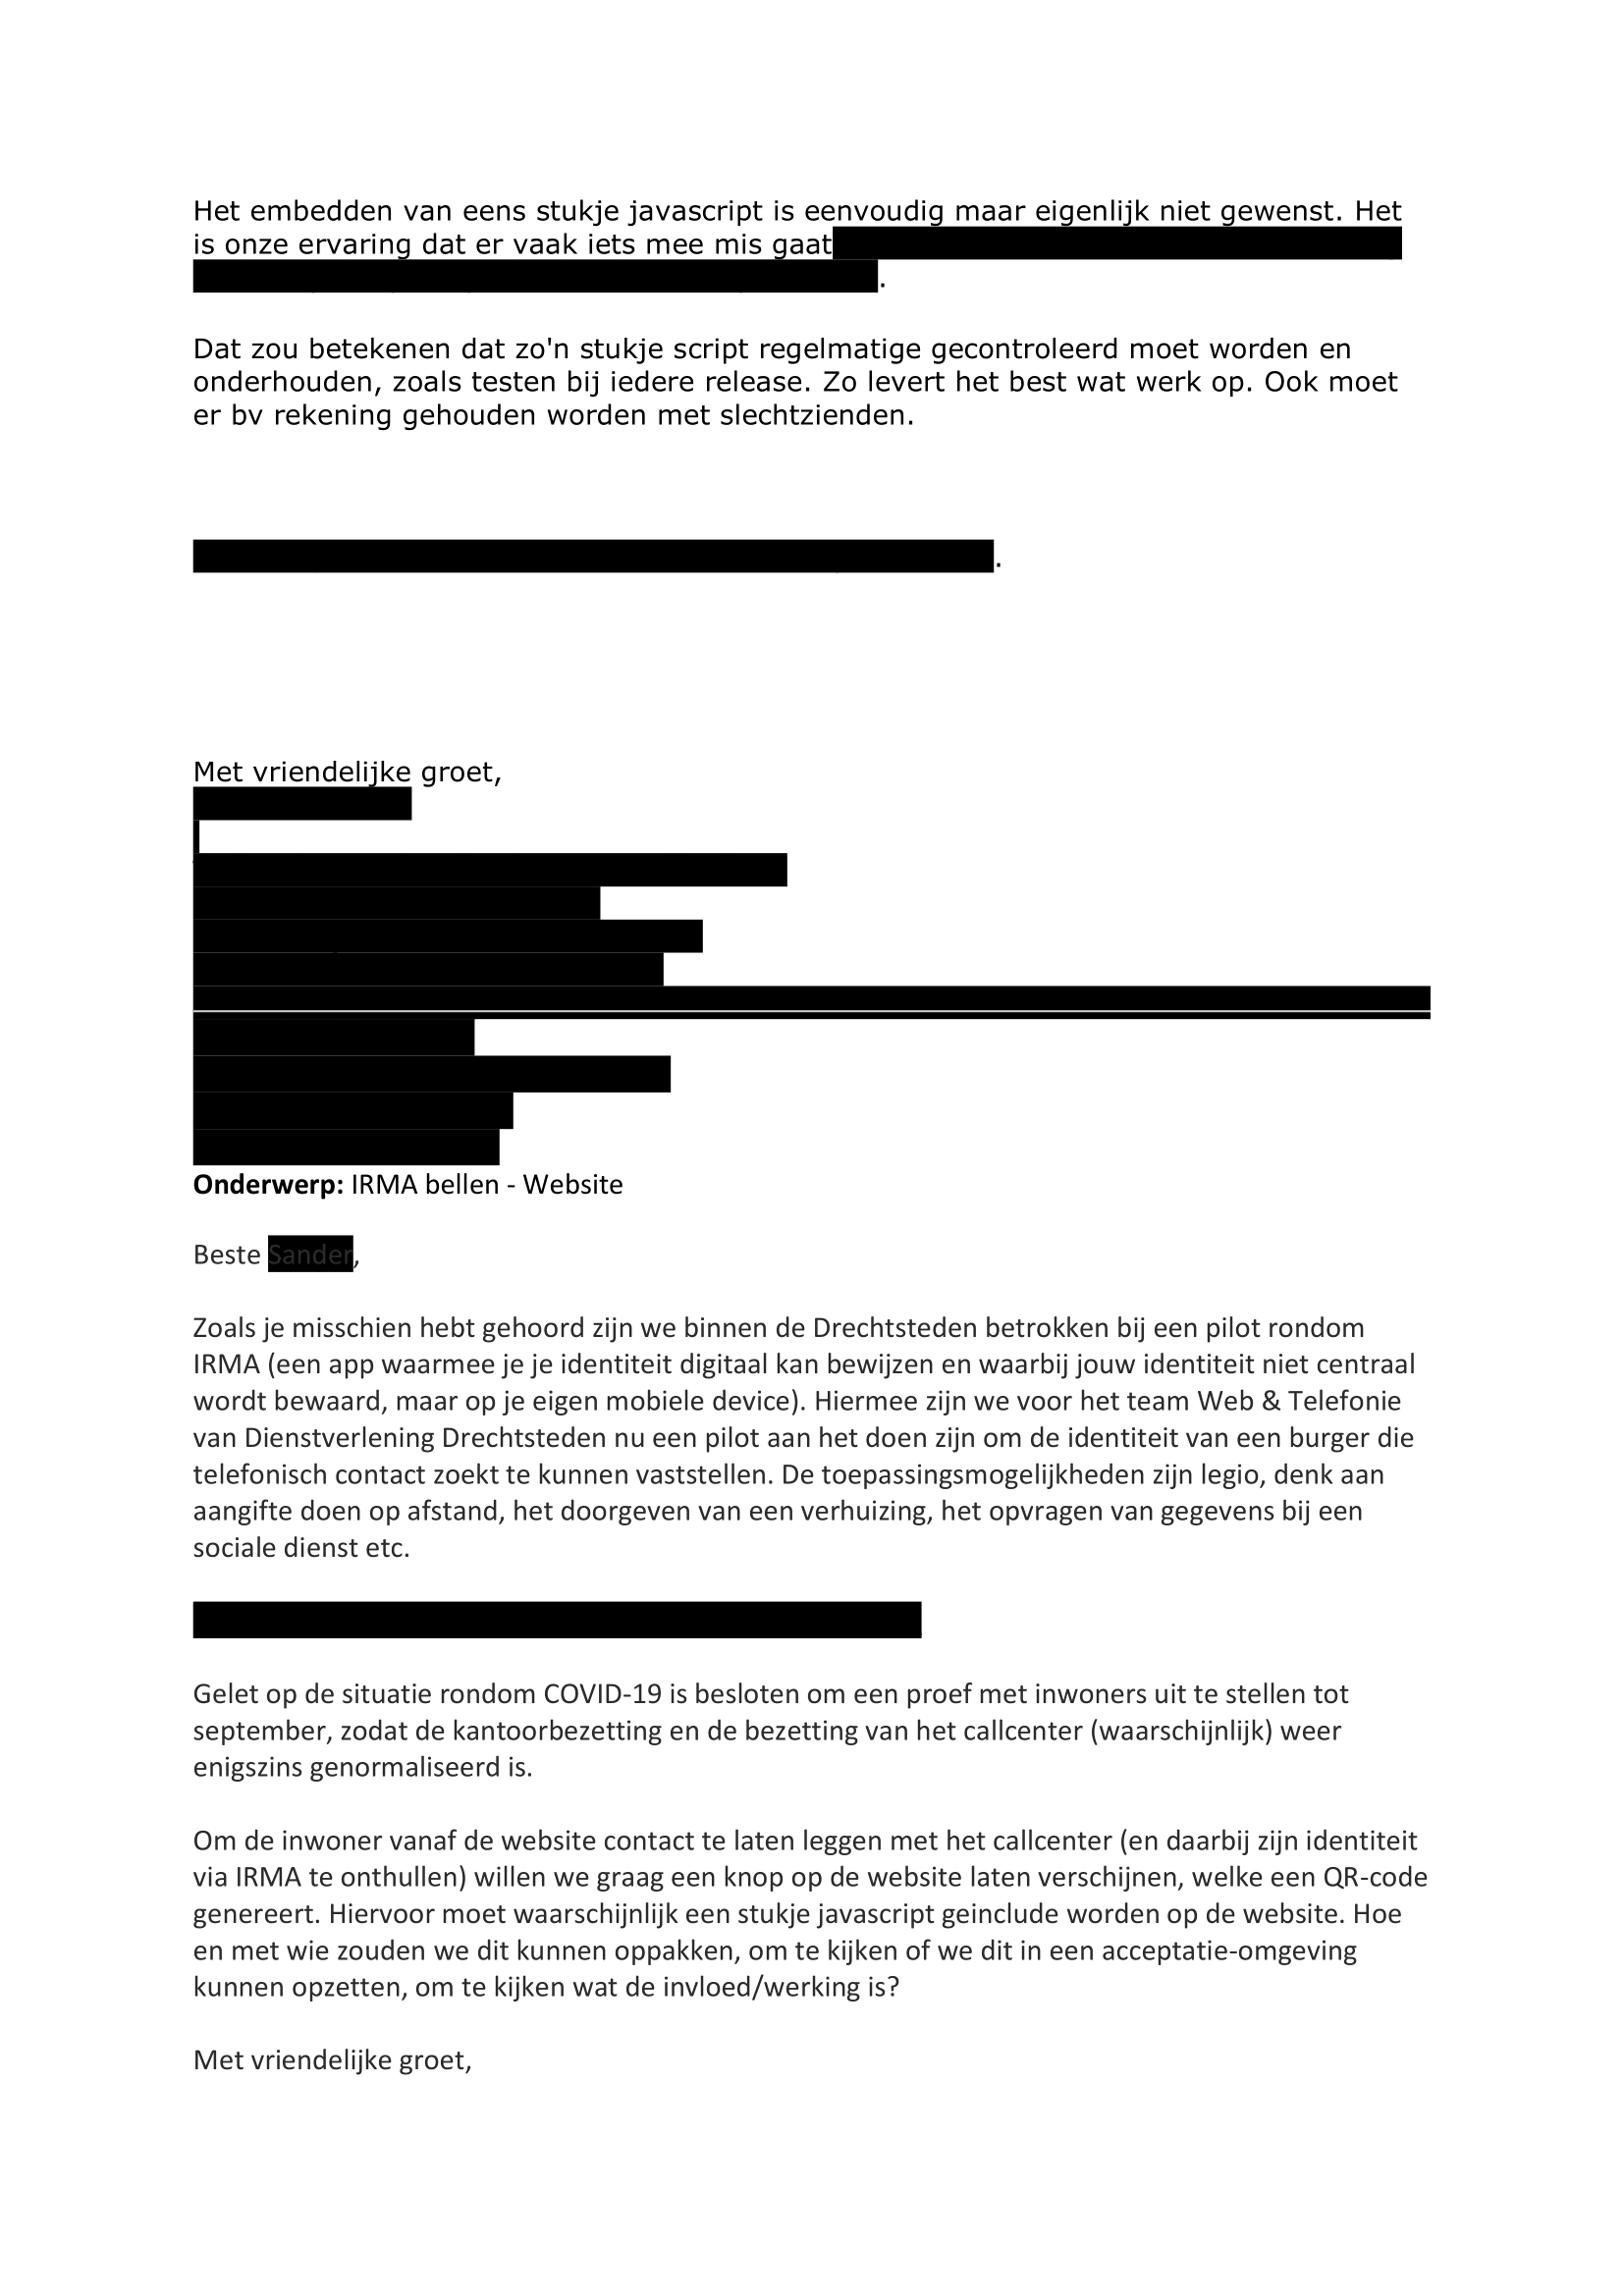 Het embedden van eens stukje javascript is eenvoudig maar eigenlijk niet gewenst. Het
is onze ervaring dat er vaak iets mee mis gaat
.
Dat zou betekenen dat zo'n stukje script regelmatige gecontroleerd moet worden en
onderhouden, zoals testen bij iedere release. Zo levert het best wat werk op. Ook moet
er bv rekening gehouden worden met slechtzienden.
.
Met vriendelijke groet,
Onderwerp: IRMA bellen - Website
Beste ,
Zoals je misschien hebt gehoord zijn we binnen de Drechtsteden betrokken bij een pilot rondom
IRMA (een app waarmee je je identiteit digitaal kan bewijzen en waarbij jouw identiteit niet centraal
wordt bewaard, maar op je eigen mobiele device). Hiermee zijn we voor het team Web & Telefonie
van Dienstverlening Drechtsteden nu een pilot aan het doen zijn om de identiteit van een burger die
telefonisch contact zoekt te kunnen vaststellen. De toepassingsmogelijkheden zijn legio, denk aan
aangifte doen op afstand, het doorgeven van een verhuizing, het opvragen van gegevens bij een
sociale dienst etc.
Gelet op de situatie rondom COVID-19 is besloten om een proef met inwoners uit te stellen tot
september, zodat de kantoorbezetting en de bezetting van het callcenter (waarschijnlijk) weer
enigszins genormaliseerd is.
Om de inwoner vanaf de website contact te laten leggen met het callcenter (en daarbij zijn identiteit
via IRMA te onthullen) willen we graag een knop op de website laten verschijnen, welke een QR-code
genereert. Hiervoor moet waarschijnlijk een stukje javascript geinclude worden op de website. Hoe
en met wie zouden we dit kunnen oppakken, om te kijken of we dit in een acceptatie-omgeving
kunnen opzetten, om te kijken wat de invloed/werking is?
Met vriendelijke groet,